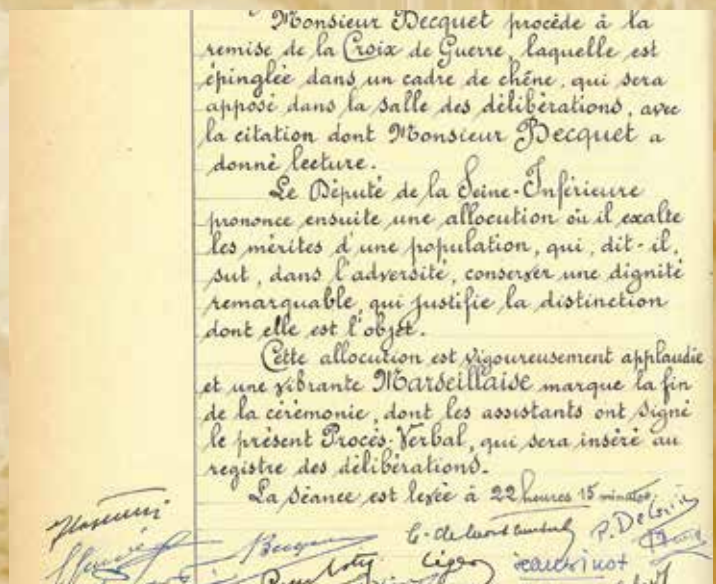 Monsieur Becquet procède à la
remise de la Croix de Guerre, laquelle est
épinglée dans un cadre de chêne, qui sera
apposé dans la salle des délibérations, avec
la citation dont Monsieur Becquet a
donné lecture.
Le Député de la Seine-Inférieure
prononce ensuite une allocution où il exalte
les mérites d'une population, qui, dit-il,
sut, dans l'adversité, conserver une dignité
remarquable, qui justifie la distinction
dont elle est l'objet.
Cette allocution est vigoureusement applaudie
et une vibrante Marseillaise marque la fin
de la cérémonie, dont les assistants ont signé
le présent Procès-Verbal, qui sera inséré au
registre des délibérations.
La séance est levée à 22 heures 15 minutes.